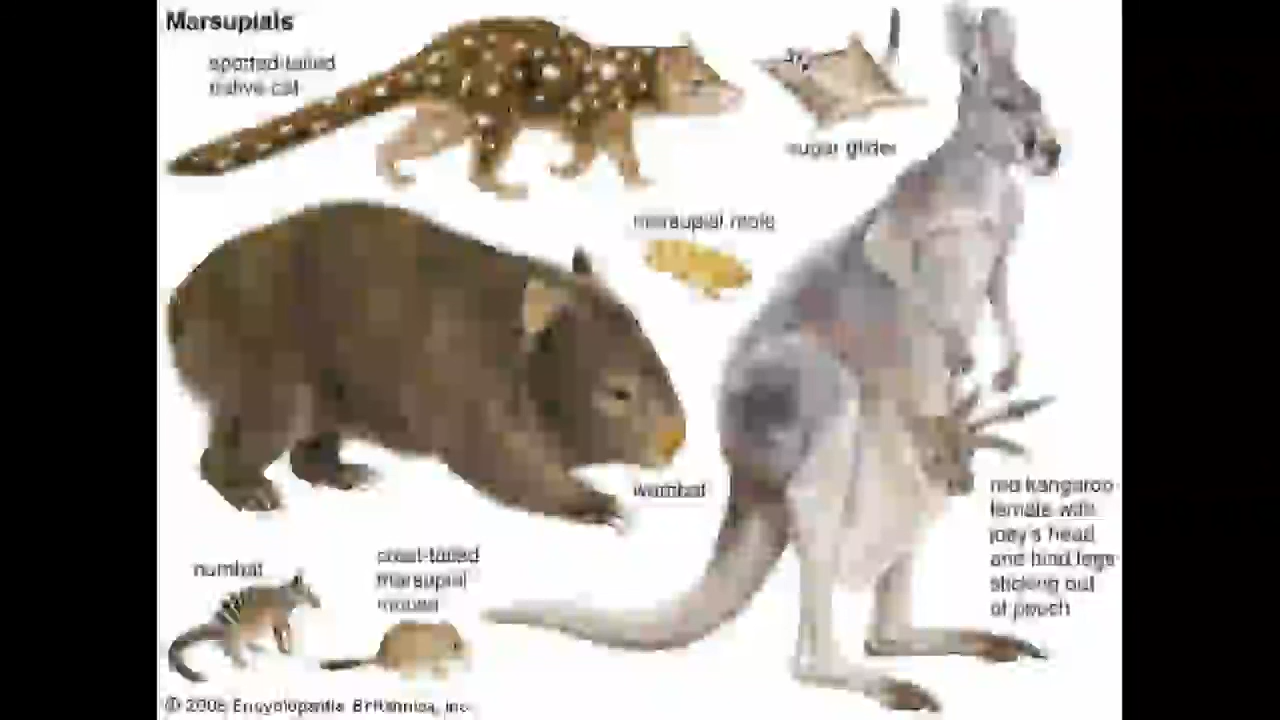 Marsupials
spotted-tailed
native cat
sugar glider
marsupial mole
wombat
red kangaroo
female with
joey's head
and hind legs
sticking out
of pouch
numbat
crest-tailed
marsupial
mouse
© 2006 Encyclopædia Britannica, Inc.